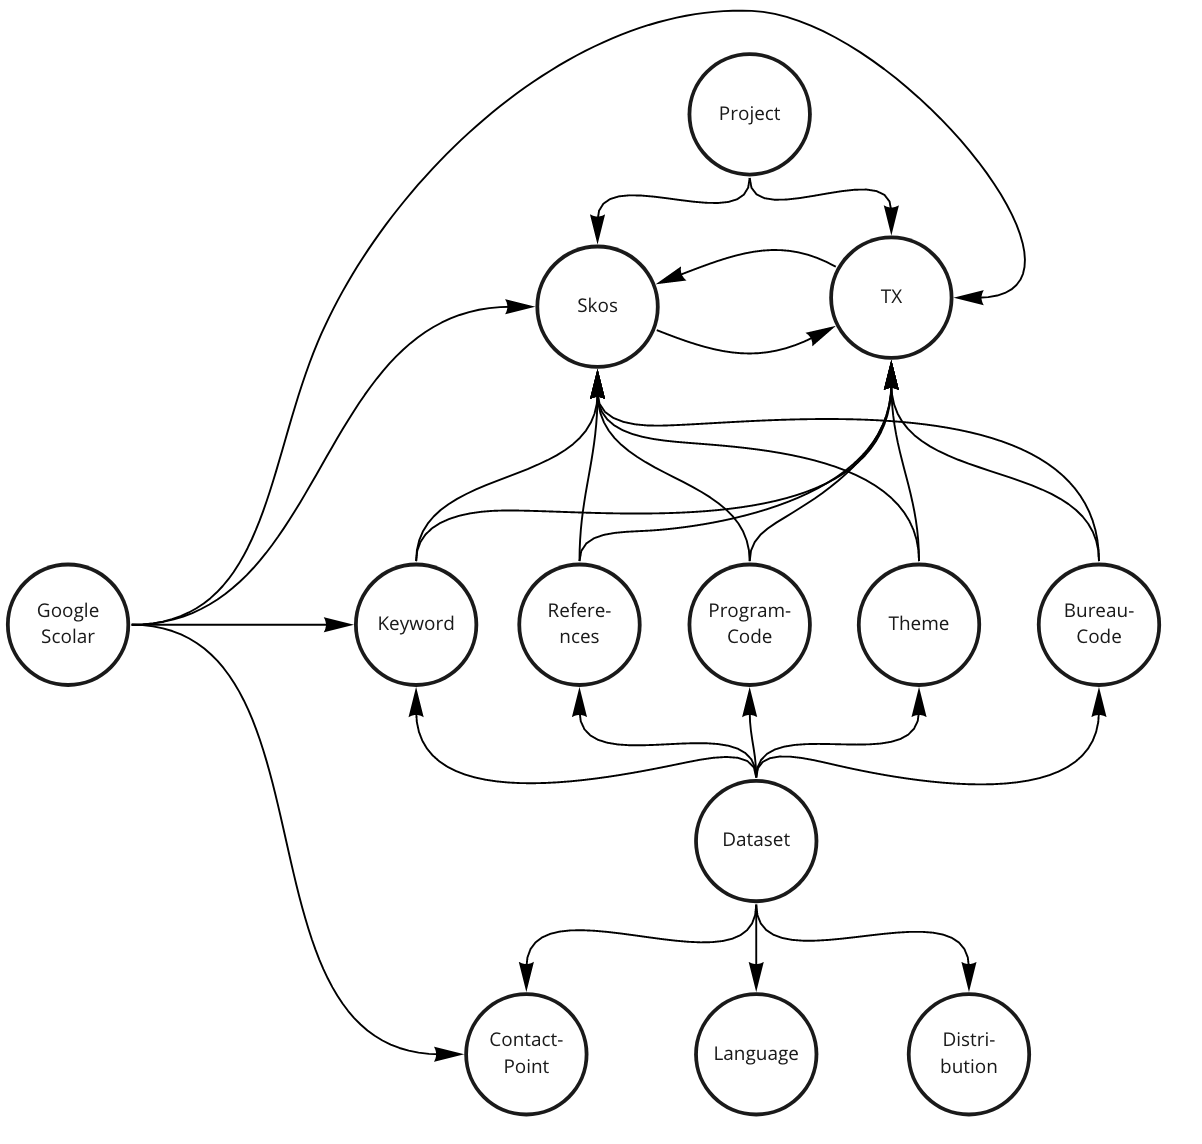 Project
Skos
TX
Google
Scolar
Keyword
Refere-
nces
Program-
Code
Theme
Bureau-
Code
Dataset
Contact-
Point
Language
Distri-
bution